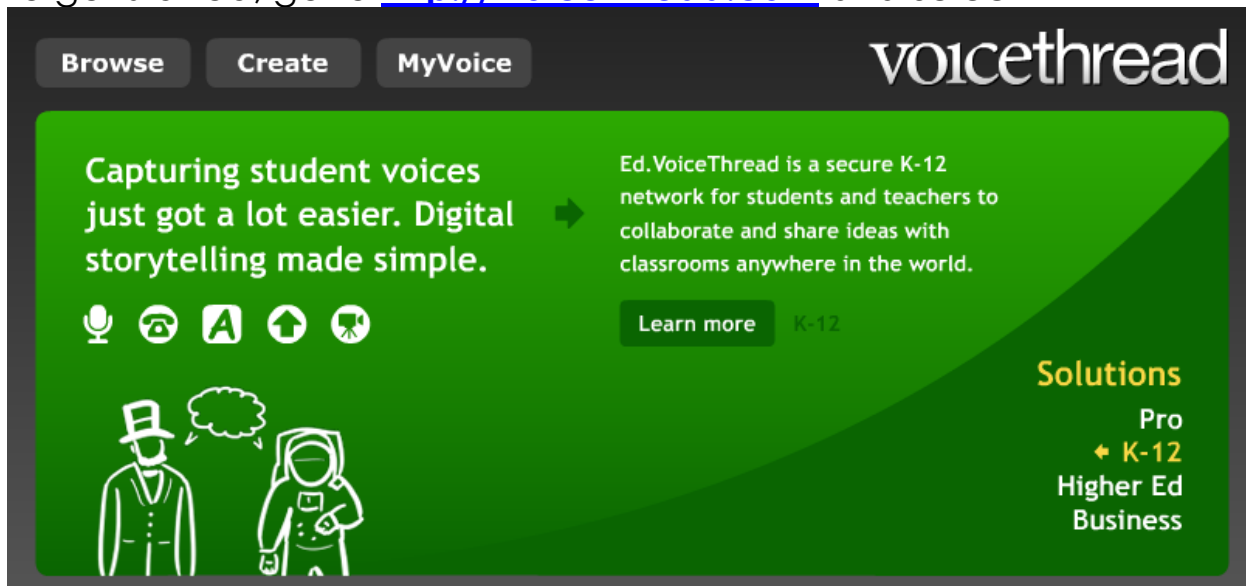 Browse Create MyVoice voicethread
Capturing student voices
just got a lot easier. Digital
storytelling made simple.
Ed.VoiceThread is a secure K-12
network for students and teachers to
collaborate and share ideas with
classrooms anywhere in the world.
Learn more K-12
A
Solutions
Pro
K-12
Higher Ed
Business